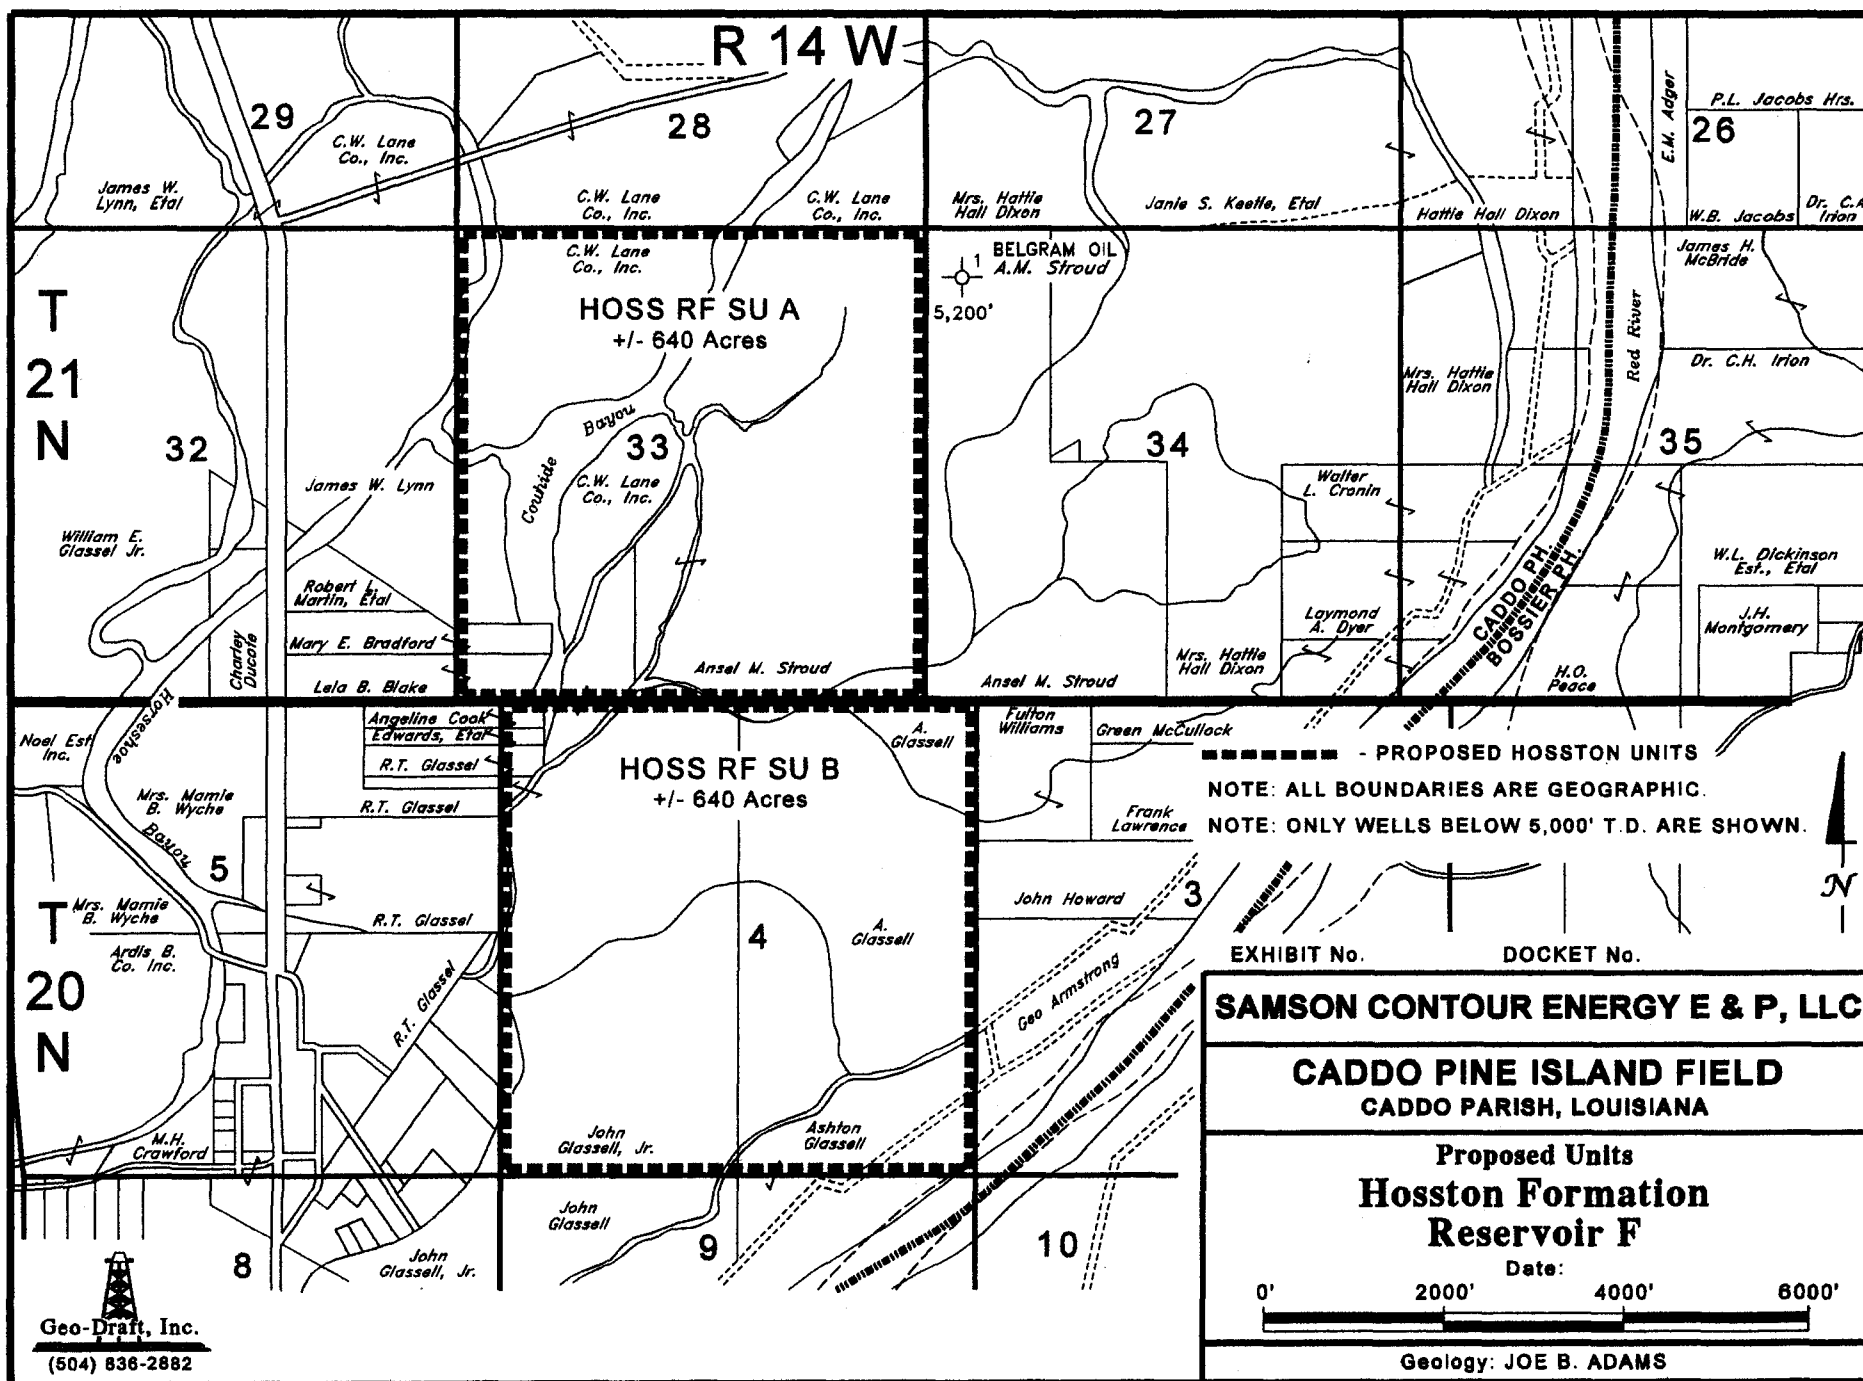 R 14 W
29
28
27
26
P.L. Jacobs Hrs.
E.M. Adger
C.W. Lane
Co., Inc.
James W.
Lynn, Etal
C.W. Lane
Co., Inc.
C.W. Lane
Co., Inc.
Mrs. Hattie
Hall Dixon
Janie S. Keetle, Etal
Hattie Hall Dixon
W.B. Jacobs
Dr. C.A.
Irion
C.W. Lane
Co., Inc.
HOSS RF SU A
+/- 640 Acres
1
BELGRAM OIL
A.M. Stroud
5,200'
James H.
McBride
T
21
N
Red River
Mrs. Hattie
Hall Dixon
Dr. C.H. Irion
32
33
34
35
Cowhide
Bayou
C.W. Lane
Co., Inc.
James W. Lynn
Walter
L. Cronin
William E.
Glassel Jr.
Robert L.
Martin, Etal
Mary E. Bradford
Lela B. Blake
Charley
Ducote
Ansel M. Stroud
Ansel M. Stroud
Mrs. Hattie
Hall Dixon
Laymond
A. Dyer
CADDO PH.
BOSSIER PH.
W.L. Dickinson
Est., Etal
J.H.
Montgomery
H.O.
Peace
Horseshoe
Bayou
Noel Est
Inc.
Angeline Cook
Edwards, Etal
R.T. Glassel
R.T. Glassel
Mrs. Mamie
B. Wyche
5
HOSS RF SU B
+/- 640 Acres
A.
Glassell
Fulton
Williams
Green McCullock
Frank
Lawrence
- PROPOSED HOSSTON UNITS
NOTE: ALL BOUNDARIES ARE GEOGRAPHIC.
NOTE: ONLY WELLS BELOW 5,000' T.D. ARE SHOWN.
N
T
20
N
Mrs. Mamie
B. Wyche
R.T. Glassel
Ardis B.
Co. Inc.
R.T. Glassel
4
A.
Glassell
John Howard
3
Geo Armstrong
M.H.
Crawford
John
Glassell, Jr.
Ashton
Glassell
John
Glassell
8
John
Glassell, Jr.
9
10
EXHIBIT No.
DOCKET No.
SAMSON CONTOUR ENERGY E & P, LLC
CADDO PINE ISLAND FIELD
CADDO PARISH, LOUISIANA
Proposed Units
Hosston Formation
Reservoir F
Date:
0' 2000' 4000' 6000'
Geology: JOE B. ADAMS
Geo-Draft, Inc.
(504) 836-2882